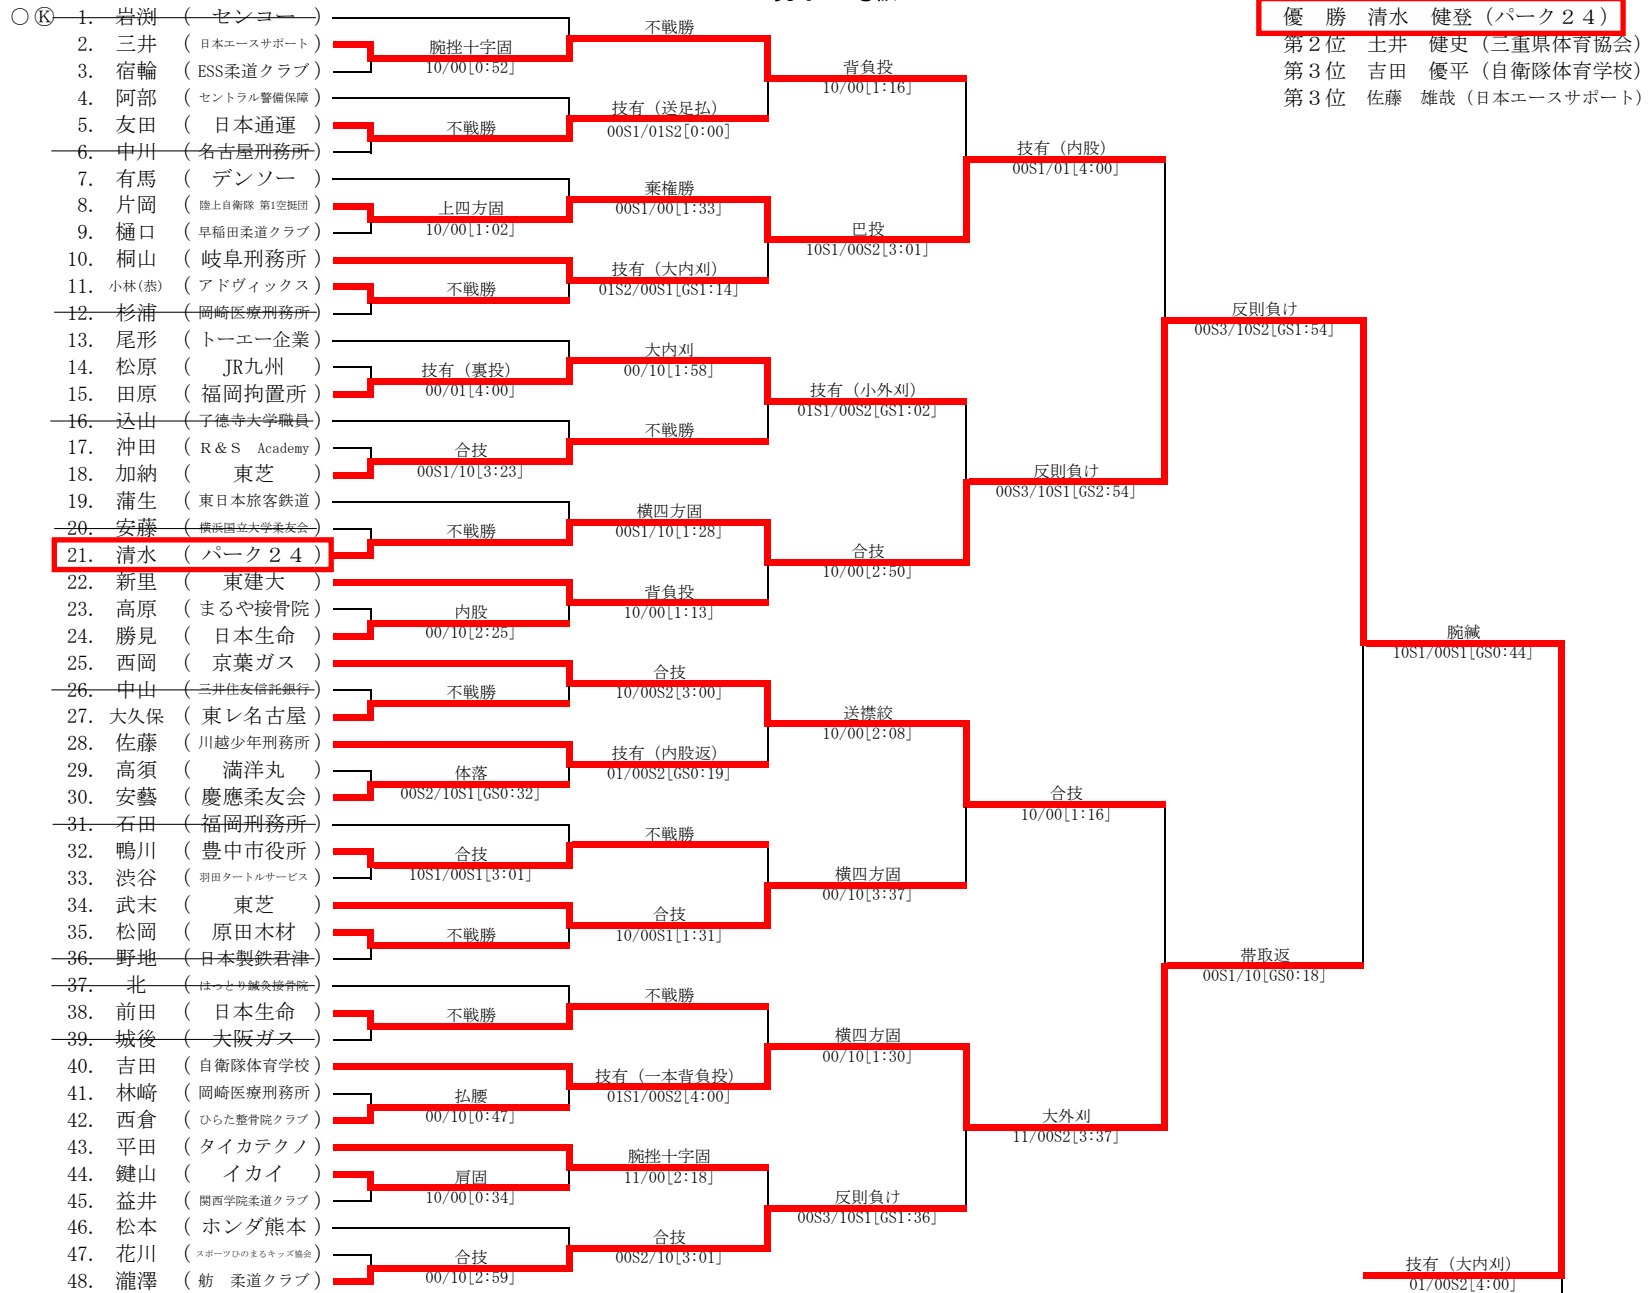 優　勝　清水　健登（パーク２４）
第２位　土井　健史（三重県体育協会）
第３位　吉田　優平（自衛隊体育学校）
第３位　佐藤　雄哉（日本エースサポート）
○Ⓚ 1. 岩渕 （ センコー ）
2. 三井 （ 日本エースサポート ）
3. 宿輪 （ ESS柔道クラブ ）
4. 阿部 （ セントラル警備保障 ）
5. 友田 （ 日本通運 ）
6. 中川 （ 名古屋刑務所 ）
7. 有馬 （ デンソー ）
8. 片岡 （ 陸上自衛隊 第1空挺団 ）
9. 樋口 （ 早稲田柔道クラブ ）
10. 桐山 （ 岐阜刑務所 ）
11. 小林(恭) （ アドヴィックス ）
12. 杉浦 （ 岡崎医療刑務所 ）
13. 尾形 （ トーエー企業 ）
14. 松原 （ JR九州 ）
15. 田原 （ 福岡拘置所 ）
16. 込山 （ 了徳寺大学職員 ）
17. 沖田 （ Ｒ＆Ｓ Academy ）
18. 加納 （ 東芝 ）
19. 蒲生 （ 東日本旅客鉄道 ）
20. 安藤 （ 横浜国立大学柔友会 ）
21. 清水 （ パーク２４ ）
22. 新里 （ 東建大 ）
23. 高原 （ まるや接骨院 ）
24. 勝見 （ 日本生命 ）
25. 西岡 （ 京葉ガス ）
26. 中山 （ 三井住友信託銀行 ）
27. 大久保 （ 東レ名古屋 ）
28. 佐藤 （ 川越少年刑務所 ）
29. 高須 （ 満洋丸 ）
30. 安藝 （ 慶應柔友会 ）
31. 石田 （ 福岡刑務所 ）
32. 鴨川 （ 豊中市役所 ）
33. 渋谷 （ 羽田タートルサービス ）
34. 武末 （ 東芝 ）
35. 松岡 （ 原田木材 ）
36. 野地 （ 日本製鉄君津 ）
37. 北 （ はっとり鍼灸接骨院 ）
38. 前田 （ 日本生命 ）
39. 城後 （ 大阪ガス ）
40. 吉田 （ 自衛隊体育学校 ）
41. 林﨑 （ 岡崎医療刑務所 ）
42. 西倉 （ ひらた整骨院クラブ ）
43. 平田 （ タイカテクノ ）
44. 鍵山 （ イカイ ）
45. 益井 （ 関西学院柔道クラブ ）
46. 松本 （ ホンダ熊本 ）
47. 花川 （ スポーツひのまるキッズ協会 ）
48. 瀧澤 （ 舫 柔道クラブ ）
腕挫十字固
10/00[0:52]
不戦勝
上四方固
10/00[1:02]
不戦勝
技有（裏投）
00/01[4:00]
合技
00S1/10[3:23]
不戦勝
内股
00/10[2:25]
不戦勝
体落
00S2/10S1[GS0:32]
合技
10S1/00S1[3:01]
不戦勝
不戦勝
払腰
00/10[0:47]
肩固
10/00[0:34]
合技
00/10[2:59]
不戦勝
技有（送足払）
00S1/01S2[0:00]
棄権勝
00S1/00[1:33]
技有（大内刈）
01S2/00S1[GS1:14]
大内刈
00/10[1:58]
不戦勝
横四方固
00S1/10[1:28]
背負投
10/00[1:13]
合技
10/00S2[3:00]
技有（内股返）
01/00S2[GS0:19]
不戦勝
合技
10/00S1[1:31]
不戦勝
技有（一本背負投）
01S1/00S2[4:00]
腕挫十字固
11/00[2:18]
合技
00S2/10[3:01]
背負投
10/00[1:16]
巴投
10S1/00S2[3:01]
技有（小外刈）
01S1/00S2[GS1:02]
合技
10/00[2:50]
送襟絞
10/00[2:08]
横四方固
00/10[3:37]
横四方固
00/10[1:30]
反則負け
00S3/10S1[GS1:36]
技有（内股）
00S1/01[4:00]
反則負け
00S3/10S1[GS2:54]
合技
10/00[1:16]
大外刈
11/00S2[3:37]
反則負け
00S3/10S2[GS1:54]
帯取返
00S1/10[GS0:18]
腕緘
10S1/00S1[GS0:44]
技有（大内刈）
01/00S2[4:00]